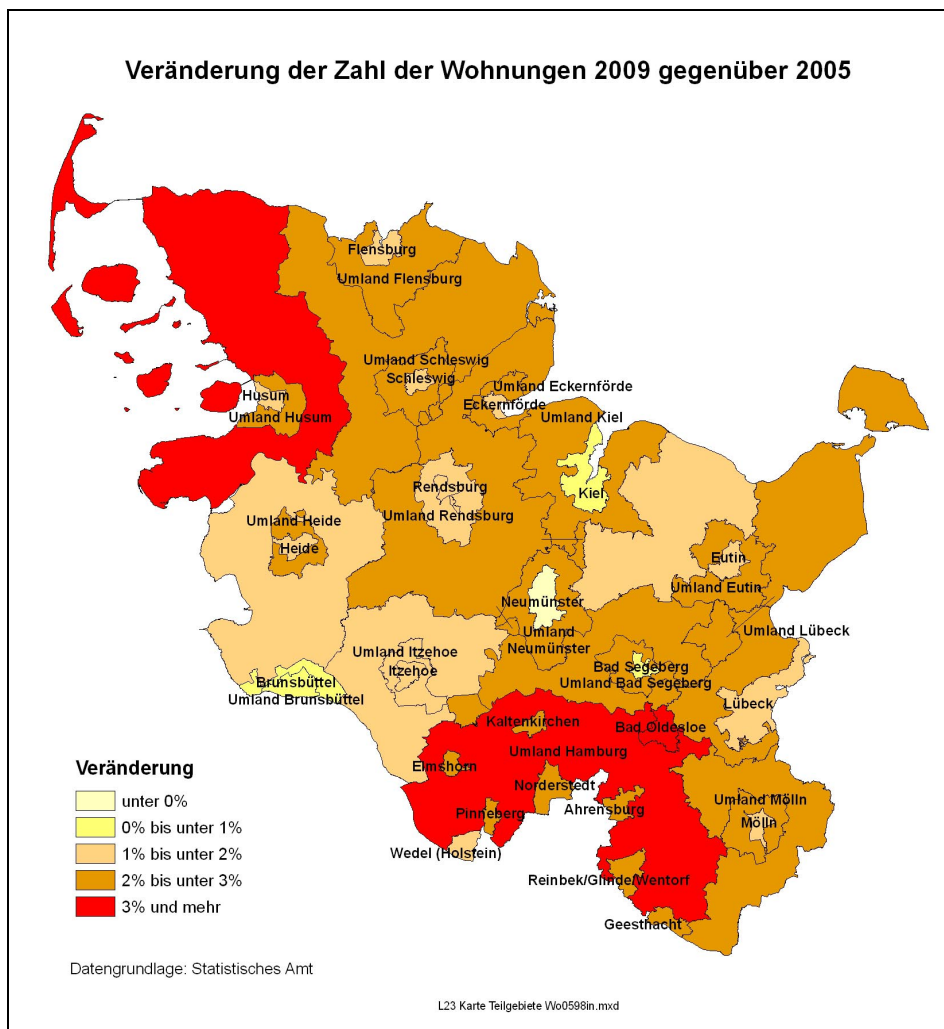 Veränderung der Zahl der Wohnungen 2009 gegenüber 2005
Flensburg
Umland Flensburg
Umland Schleswig
Schleswig
Umland Eckernförde
Eckernförde
Husum
Umland Husum
Umland Kiel
Kiel
Rendsburg
Umland Rendsburg
Umland Heide
Heide
Eutin
Umland Eutin
Neumünster
Umland
Neumünster
Umland Lübeck
Umland Itzehoe
Itzehoe
Bad Segeberg
Umland Bad Segeberg
Brunsbüttel
Umland Brunsbüttel
Lübeck
Kaltenkirchen
Bad Oldesloe
Umland Hamburg
Elmshorn
Norderstedt
Ahrensburg
Pinneberg
Umland Mölln
Mölln
Wedel (Holstein)
Reinbek/Glinde/Wentorf
Geesthacht
Veränderung
unter 0%
0% bis unter 1%
1% bis unter 2%
2% bis unter 3%
3% und mehr
Datengrundlage: Statistisches Amt
L23 Karte Teilgebiete Wo0598in.mxd